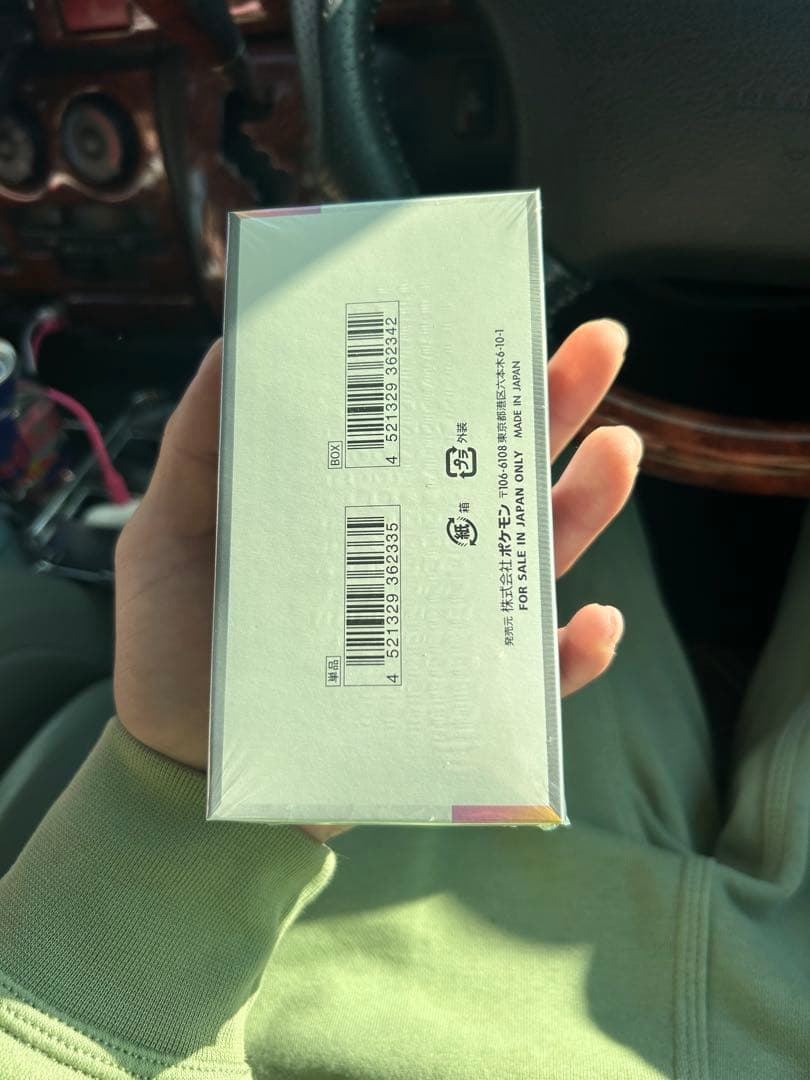 単品
4 521329 362335
BOX
4 521329 362342
紙
箱
プラ
外装
発売元 株式会社ポケモン 〒106-6108 東京都港区六本木6-10-1
FOR SALE IN JAPAN ONLY MADE IN JAPAN